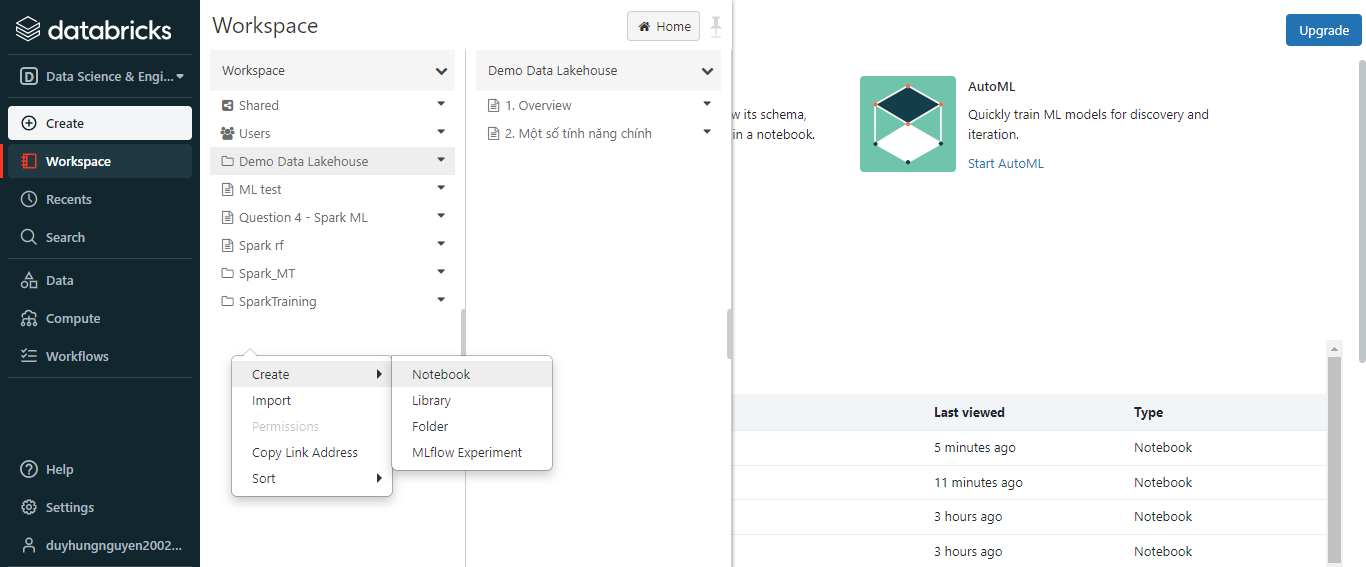 databricks
Data Science & Engi...
Create
Workspace
Recents
Search
Data
Compute
Workflows
Help
Settings
duyhungnguyen2002...
Workspace
Home
Workspace
Shared
Users
Demo Data Lakehouse
ML test
Question 4 - Spark ML
Spark rf
Spark_MT
SparkTraining
Demo Data Lakehouse
1. Overview
2. Một số tính năng chính
Create
Import
Permissions
Copy Link Address
Sort
Notebook
Library
Folder
MLflow Experiment
Upgrade
w its schema,
in a notebook.
AutoML
Quickly train ML models for discovery and
iteration.
Start AutoML
Last viewed Type
5 minutes ago Notebook
11 minutes ago Notebook
3 hours ago Notebook
3 hours ago Notebook